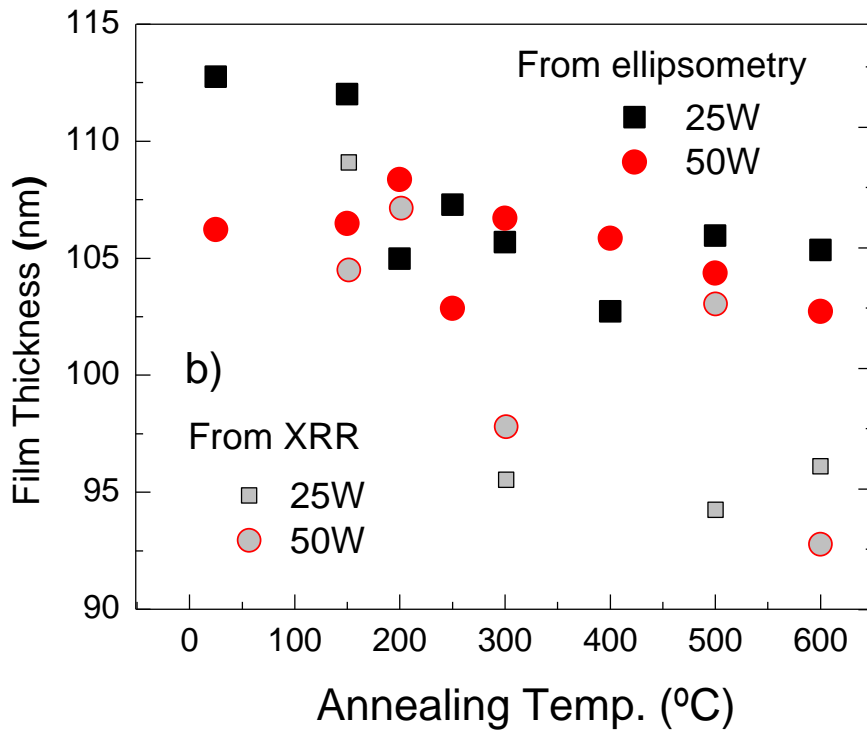 115
110
105
100
95
90
Film Thickness (nm)
From ellipsometry
25W
50W
b)
From XRR
25W
50W
0 100 200 300 400 500 600
Annealing Temp. (ºC)